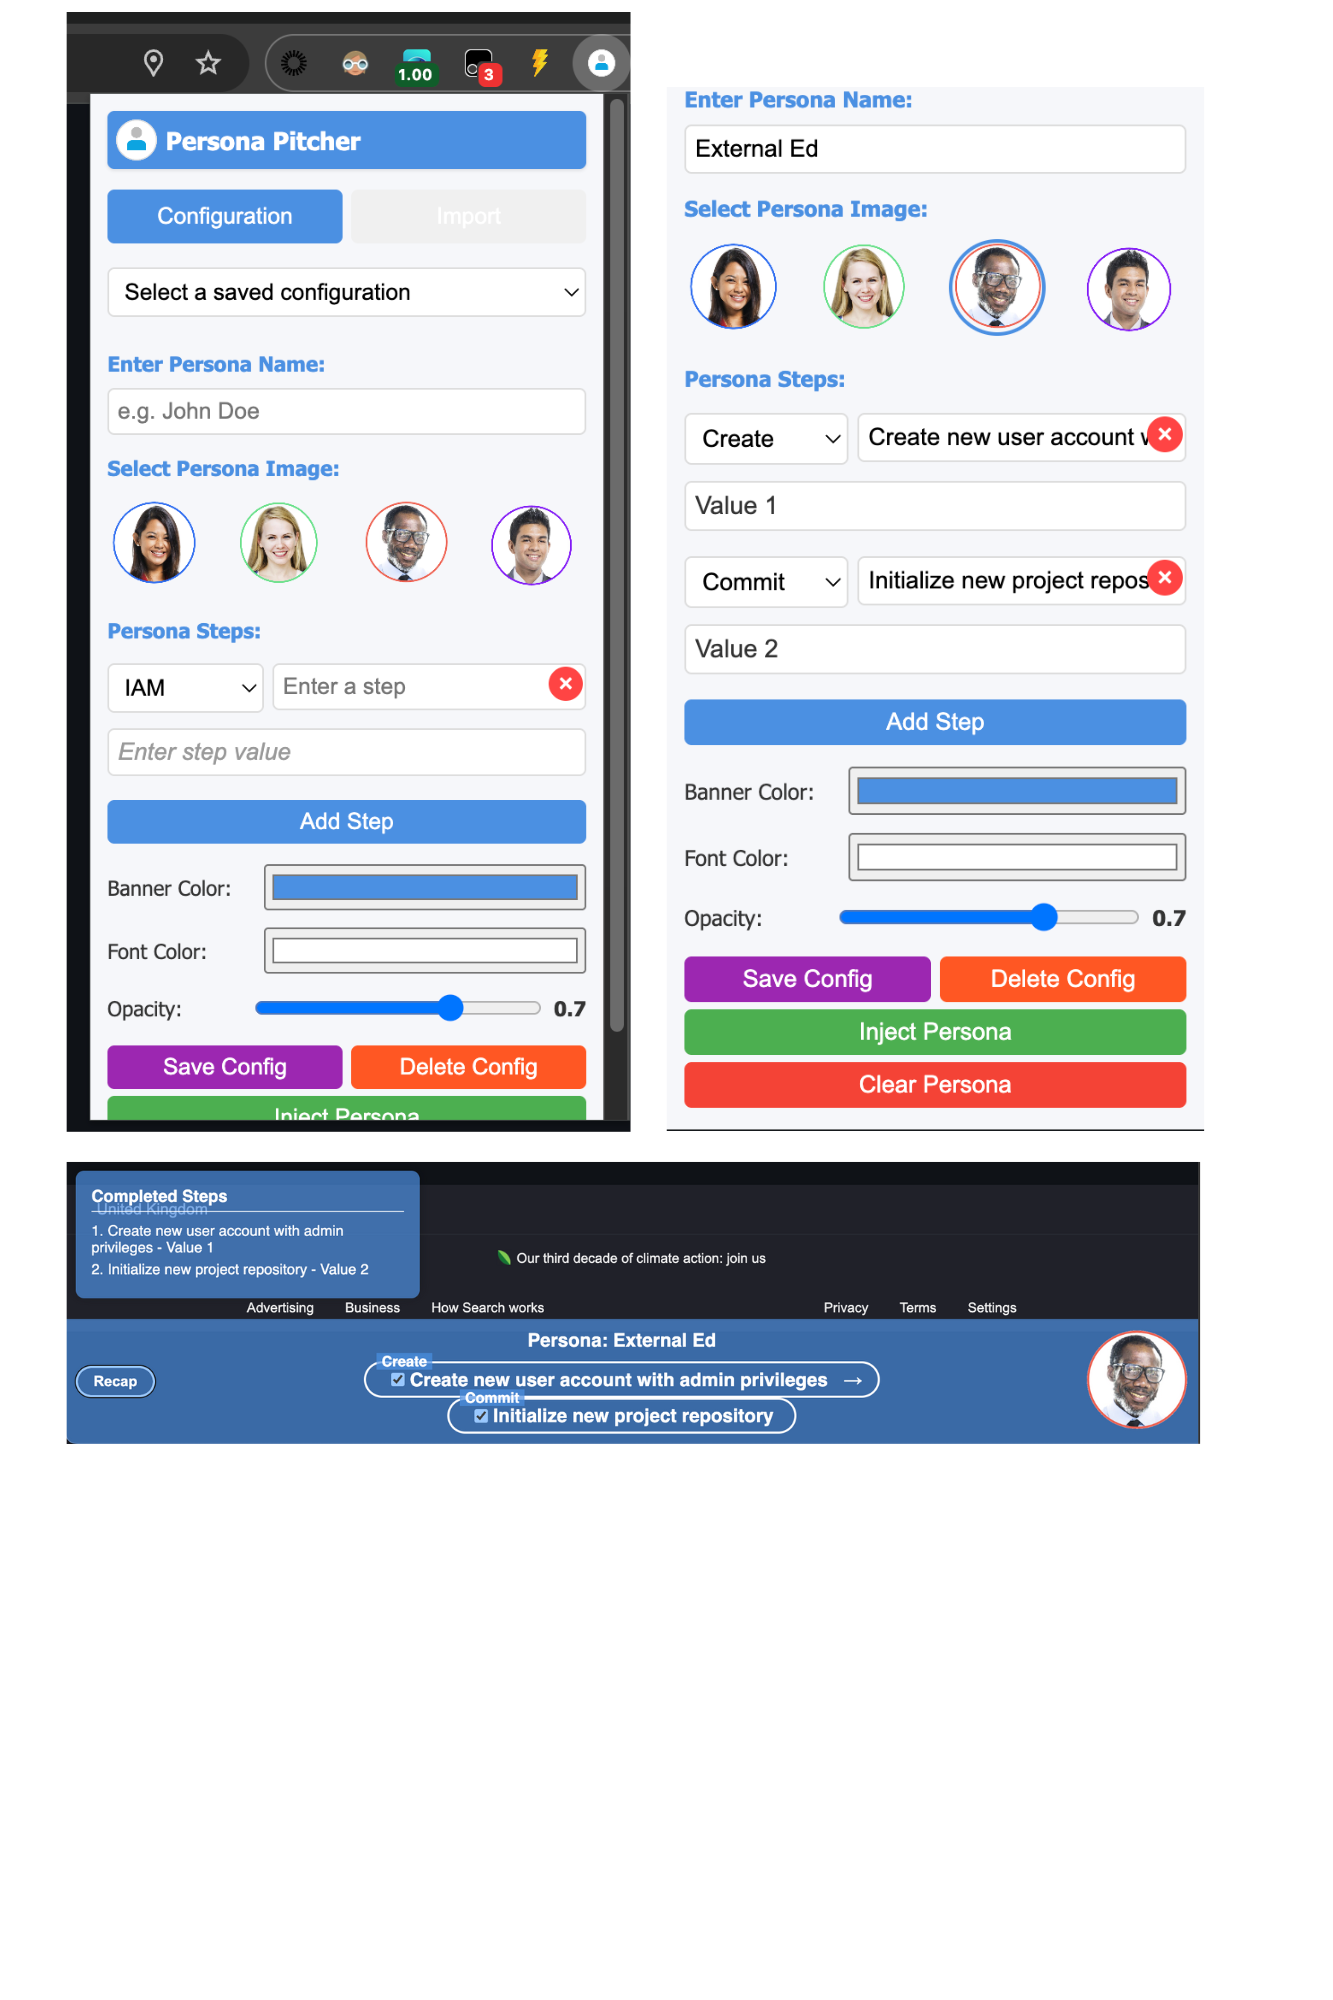 1.00
3
Persona Pitcher
Configuration
Import
Select a saved configuration
Enter Persona Name:
e.g. John Doe
Select Persona Image:
Persona Steps:
IAM
Enter a step
Enter step value
Add Step
Banner Color:
Font Color:
Opacity:
0.7
Save Config
Delete Config
Inject Persona
Enter Persona Name:
External Ed
Select Persona Image:
Persona Steps:
Create
Create new user account w
Value 1
Commit
Initialize new project repos
Value 2
Add Step
Banner Color:
Font Color:
Opacity:
0.7
Save Config
Delete Config
Inject Persona
Clear Persona
Completed Steps
United Kingdom
1. Create new user account with admin
privileges - Value 1
2. Initialize new project repository - Value 2
Our third decade of climate action: join us
Advertising
Business
How Search works
Privacy
Terms
Settings
Persona: External Ed
Recap
Create
Create new user account with admin privileges →
Commit
Initialize new project repository